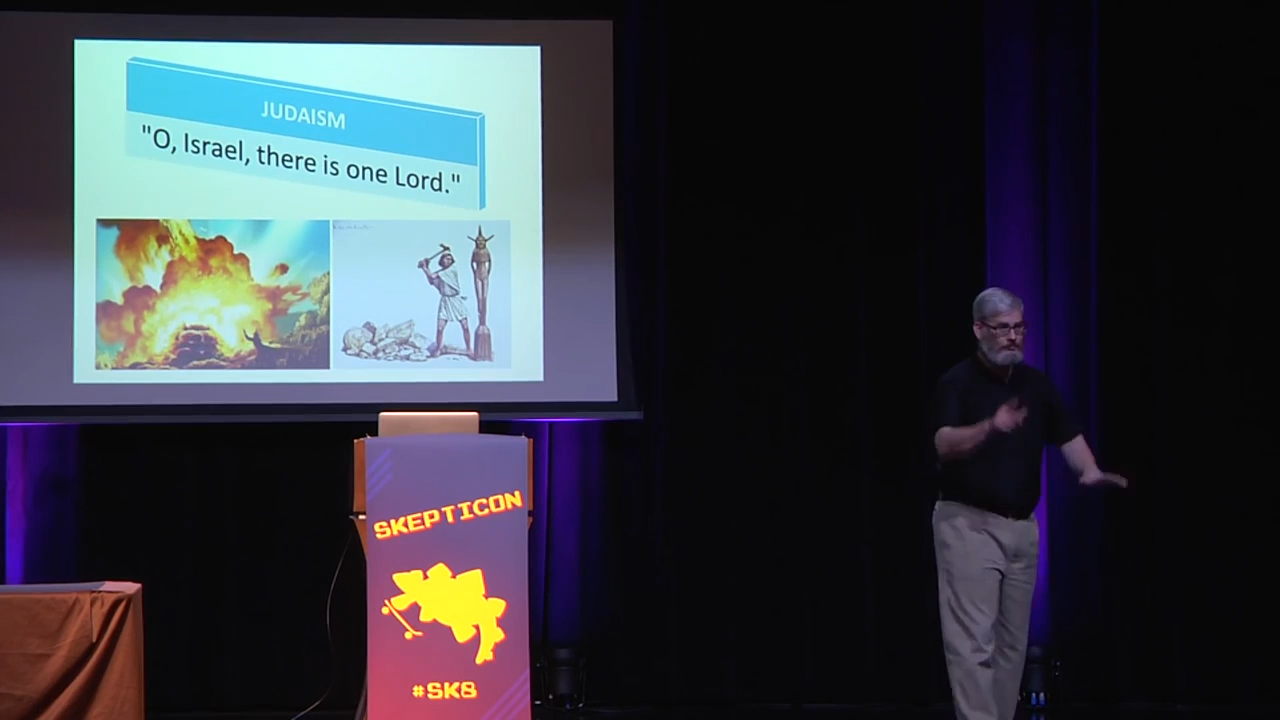 JUDAISM
"O, Israel, there is one Lord."
SKEPTICON
#SK8